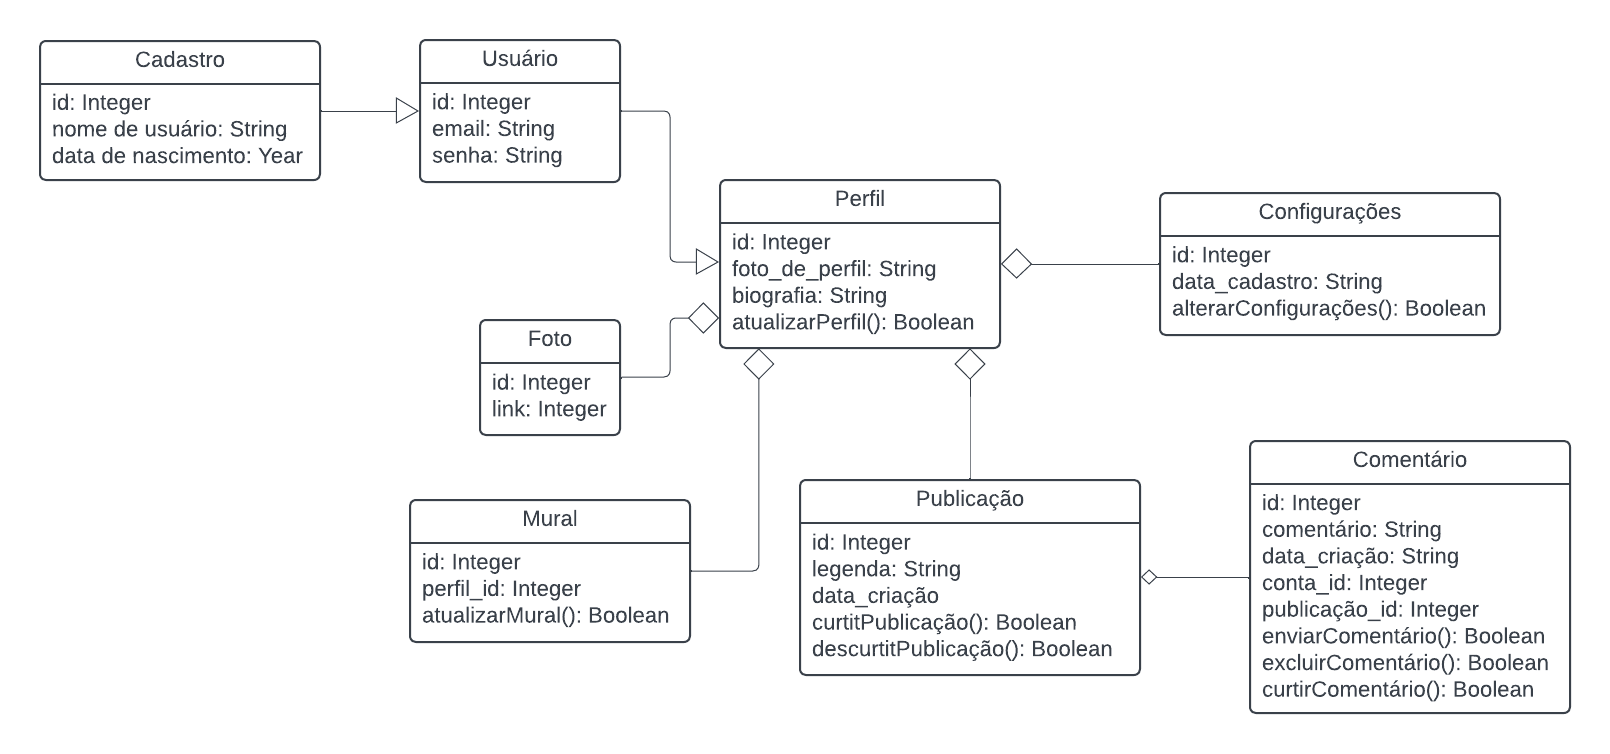 Cadastro
id: Integer
nome de usuário: String
data de nascimento: Year
Usuário
id: Integer
email: String
senha: String
Perfil
id: Integer
foto_de_perfil: String
biografia: String
atualizarPerfil(): Boolean
Configurações
id: Integer
data_cadastro: String
alterarConfigurações(): Boolean
Foto
id: Integer
link: Integer
Mural
id: Integer
perfil_id: Integer
atualizarMural(): Boolean
Publicação
id: Integer
legenda: String
data_criação
curtitPublicação(): Boolean
descurtitPublicação(): Boolean
Comentário
id: Integer
comentário: String
data_criação: String
conta_id: Integer
publicação_id: Integer
enviarComentário(): Boolean
excluirComentário(): Boolean
curtirComentário(): Boolean